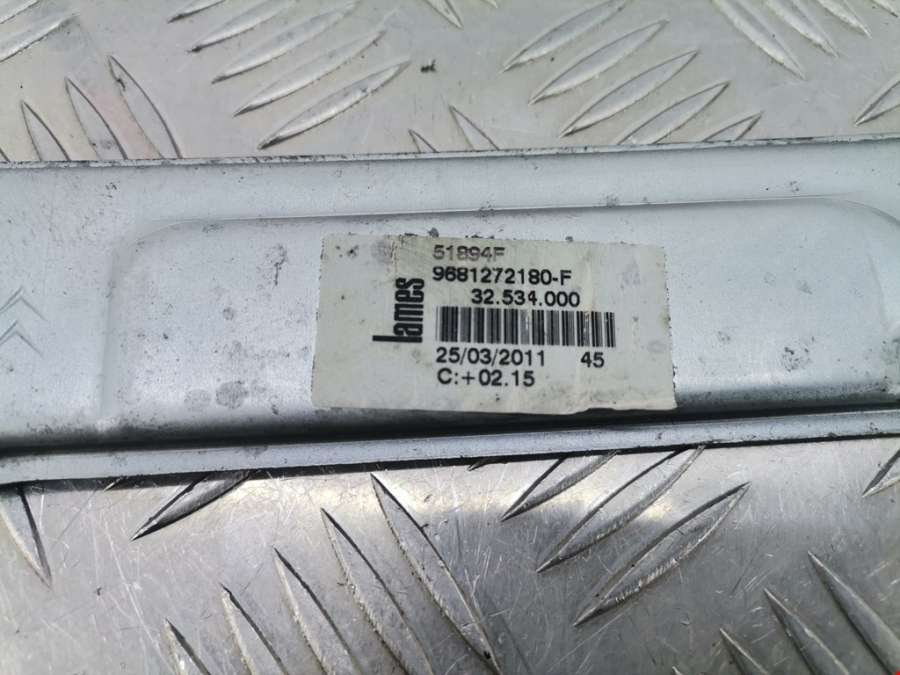 51894F
9681272180-F
32.534.000
lames
25/03/2011 45
C:+02.15